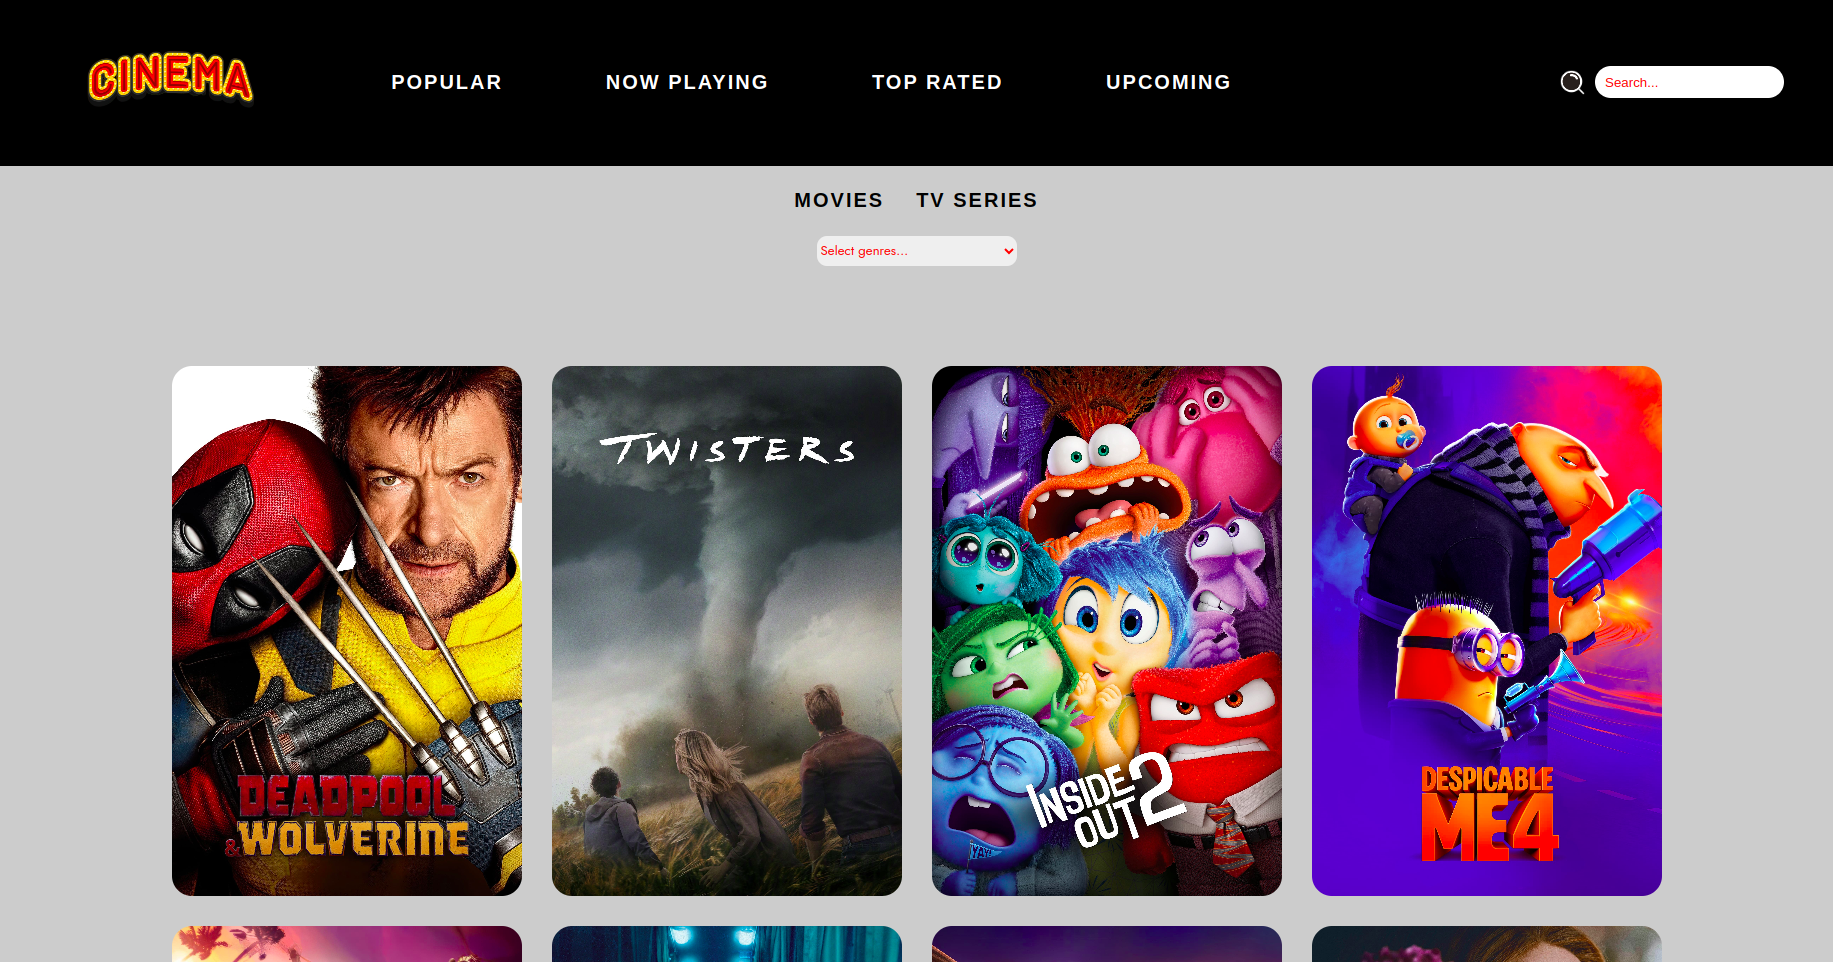 CINEMA
POPULAR
NOW PLAYING
TOP RATED
UPCOMING
Search...
MOVIES
TV SERIES
Select genres...
DEADPOOL
& WOLVERINE
TWISTERS
YAY!
INSIDE
OUT 2
DESPICABLE
ME 4